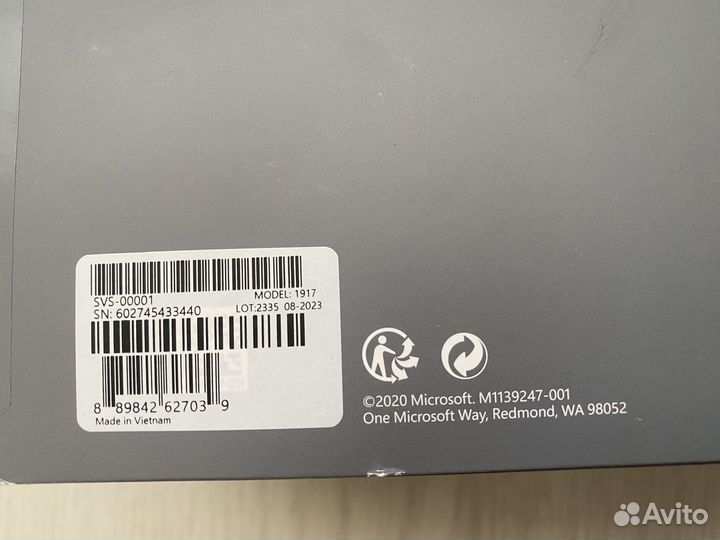 SVS-00001
MODEL: 1917
SN: 602745433440
LOT:2335 08-2023
8 89842 62703 9
Made in Vietnam
©2020 Microsoft. M1139247-001
One Microsoft Way, Redmond, WA 98052
Avito